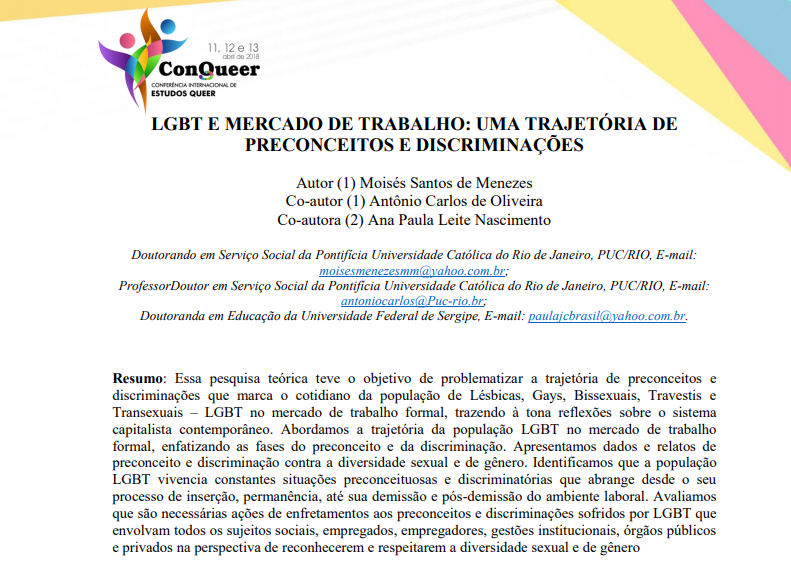 11, 12 e 13
abril de 2018
ConQueer
CONFERÊNCIA INTERNACIONAL DE
ESTUDOS QUEER
LGBT E MERCADO DE TRABALHO: UMA TRAJETÓRIA DE
PRECONCEITOS E DISCRIMINAÇÕES
Autor (1) Moisés Santos de Menezes
Co-autor (1) Antônio Carlos de Oliveira
Co-autora (2) Ana Paula Leite Nascimento
Doutorando em Serviço Social da Pontifícia Universidade Católica do Rio de Janeiro, PUC/RIO, E-mail:
moisesmenezesmm@yahoo.com.br;
ProfessorDoutor em Serviço Social da Pontifícia Universidade Católica do Rio de Janeiro, PUC/RIO, E-mail:
antoniocarlos@Puc-rio.br;
Doutoranda em Educação da Universidade Federal de Sergipe, E-mail: paulajcbrasil@yahoo.com.br.
Resumo: Essa pesquisa teórica teve o objetivo de problematizar a trajetória de preconceitos e
discriminações que marca o cotidiano da população de Lésbicas, Gays, Bissexuais, Travestis e
Transexuais – LGBT no mercado de trabalho formal, trazendo à tona reflexões sobre o sistema
capitalista contemporâneo. Abordamos a trajetória da população LGBT no mercado de trabalho
formal, enfatizando as fases do preconceito e da discriminação. Apresentamos dados e relatos de
preconceito e discriminação contra a diversidade sexual e de gênero. Identificamos que a população
LGBT vivencia constantes situações preconceituosas e discriminatórias que abrange desde o seu
processo de inserção, permanência, até sua demissão e pós-demissão do ambiente laboral. Avaliamos
que são necessárias ações de enfretamentos aos preconceitos e discriminações sofridos por LGBT que
envolvam todos os sujeitos sociais, empregados, empregadores, gestões institucionais, órgãos públicos
e privados na perspectiva de reconhecerem e respeitarem a diversidade sexual e de gênero